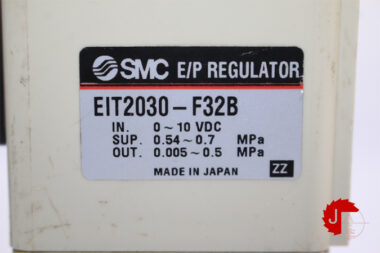 SMC E/P REGULATOR
EIT2030-F32B
IN. 0~10 VDC
SUP. 0.54~0.7 MPa
OUT. 0.005~0.5 MPa
MADE IN JAPAN ZZ